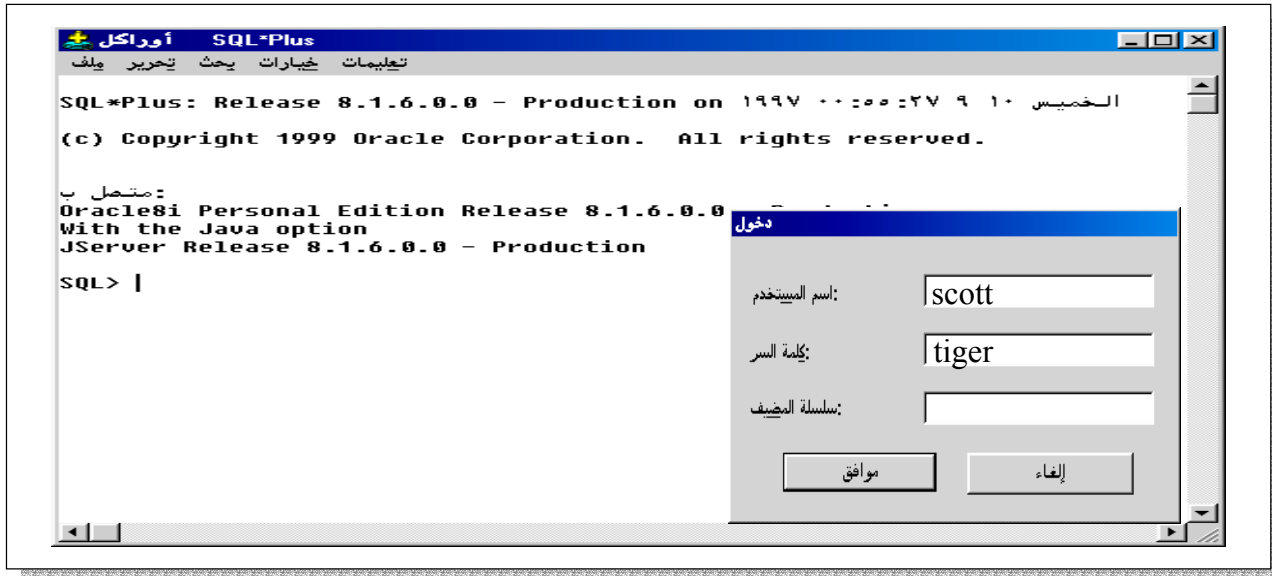 أوراكل SQL*Plus
ملف تحرير بحث خيارات تعليمات
SQL*Plus: Release 8.1.6.0.0 - Production on الخميس ١٠ ٩ ٢٧:٥٥:٠٠ ١٩٩٧
(c) Copyright 1999 Oracle Corporation. All rights reserved.
متصل ب:
Oracle8i Personal Edition Release 8.1.6.0.0
With the Java option
JServer Release 8.1.6.0.0 - Production
SQL>
دخول
اسم المستخدم: scott
كلمة السر: tiger
سلسلة المضيف:
موافق إلغاء